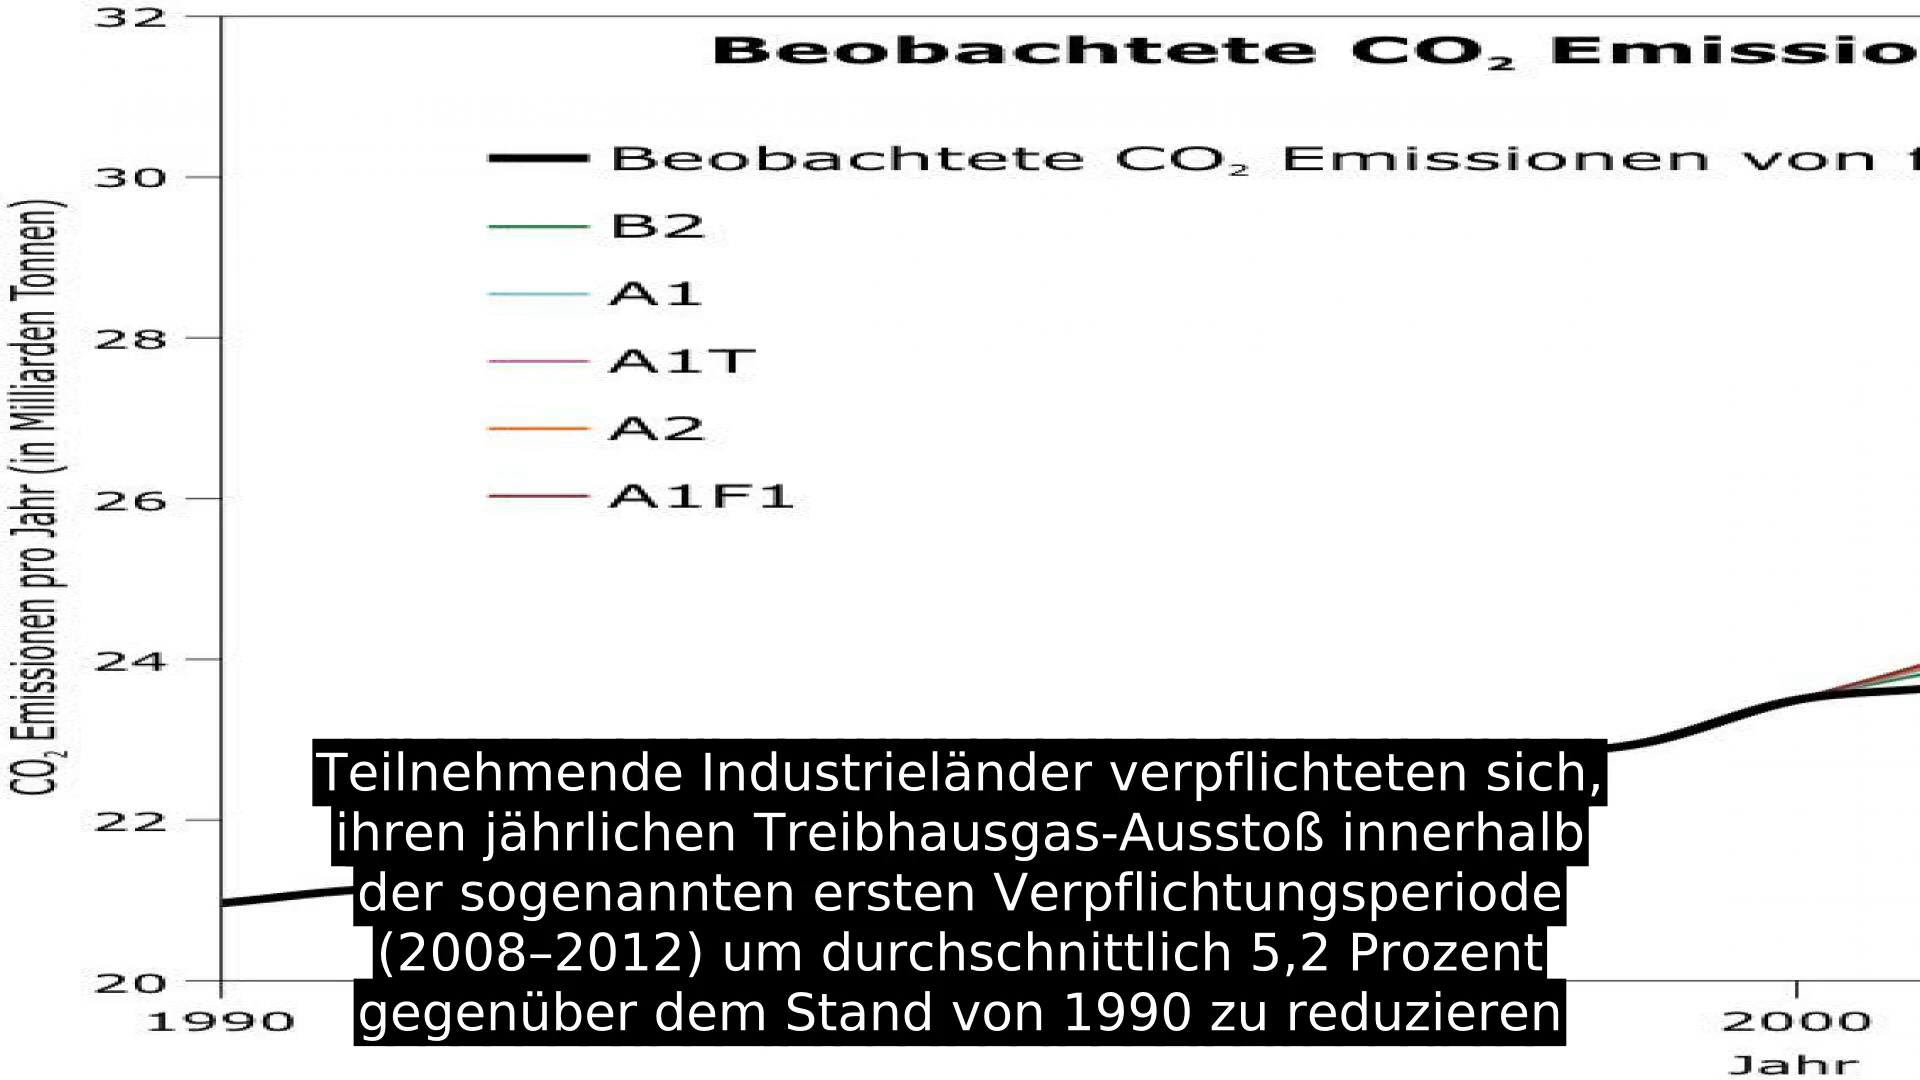 32
Beobachtete CO₂ Emissio
Beobachtete CO₂ Emissionen von f
30
B2
A1
28
A1T
A2
26
A1F1
CO₂ Emissionen pro Jahr (in Milliarden Tonnen)
24
22
20
Teilnehmende Industrieländer verpflichteten sich,
ihren jährlichen Treibhausgas-Ausstoß innerhalb
der sogenannten ersten Verpflichtungsperiode
(2008–2012) um durchschnittlich 5,2 Prozent
gegenüber dem Stand von 1990 zu reduzieren
1990
2000
Jahr